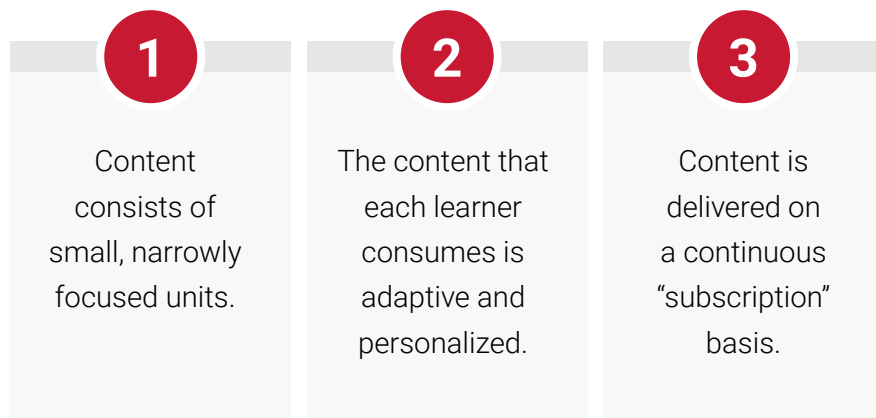 1
Content
consists of
small, narrowly
focused units.
2
The content that
each learner
consumes is
adaptive and
personalized.
3
Content is
delivered on
a continuous
“subscription”
basis.